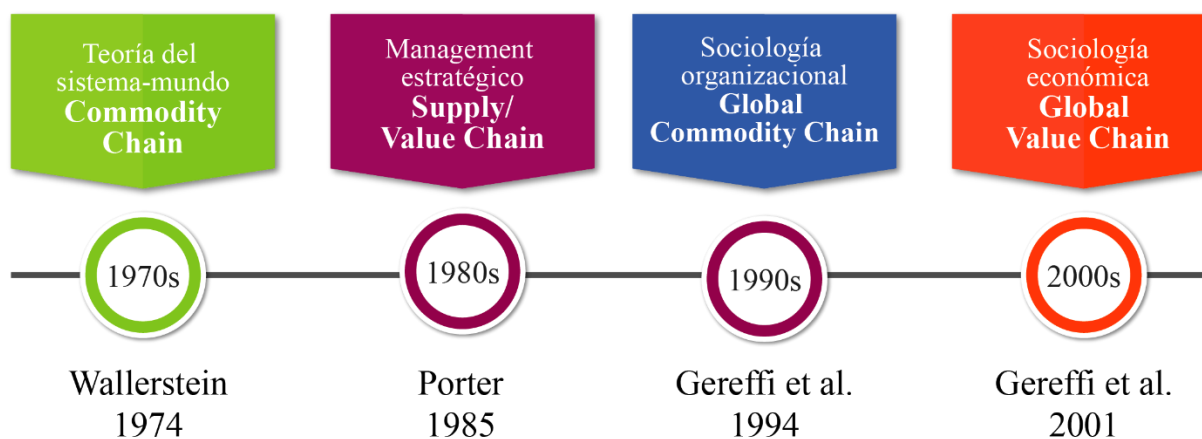 Teoría del
sistema-mundo
Commodity
Chain
Management
estratégico
Supply/
Value Chain
Sociología
organizacional
Global
Commodity Chain
Sociología
económica
Global
Value Chain
1970s
1980s
1990s
2000s
Wallerstein
1974
Porter
1985
Gereffi et al.
1994
Gereffi et al.
2001